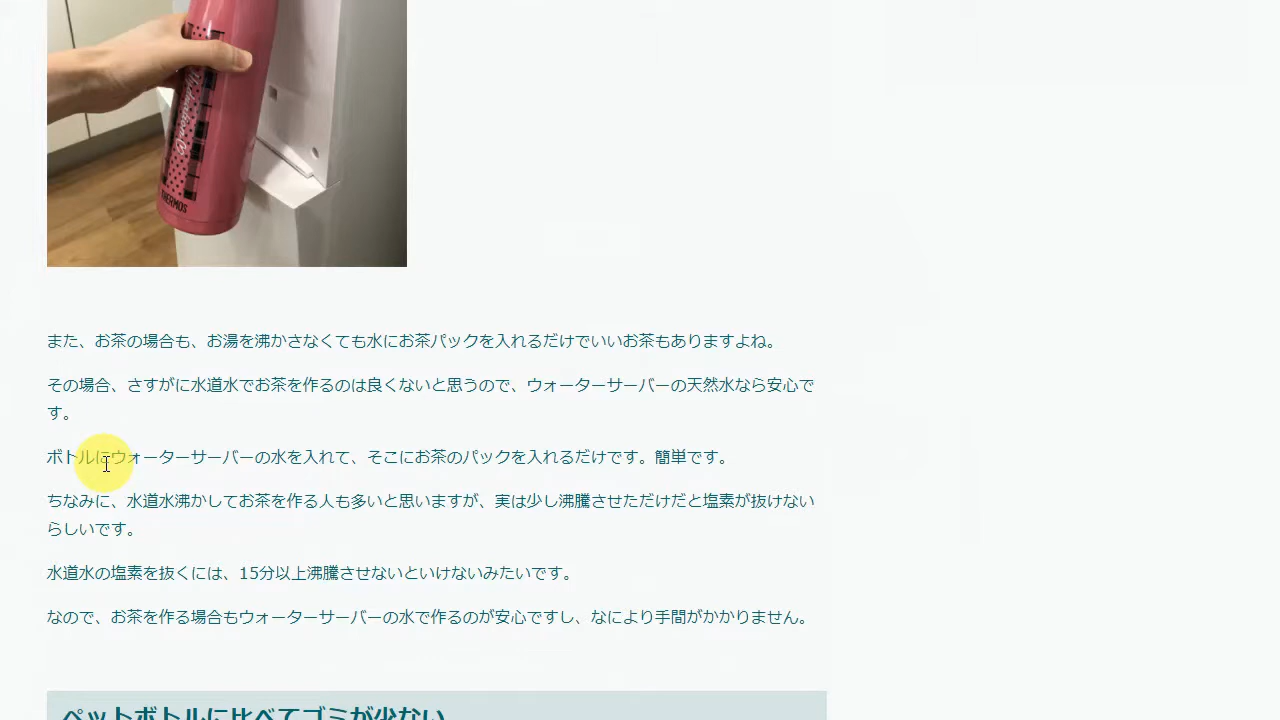 THERMOS
また、お茶の場合も、お湯を沸かさなくても水にお茶パックを入れるだけでいいお茶もありますよね。
その場合、さすがに水道水でお茶を作るのは良くないと思うので、ウォーターサーバーの天然水なら安心で
す。
ボトルにウォーターサーバーの水を入れて、そこにお茶のパックを入れるだけです。簡単です。
ちなみに、水道水沸かしてお茶を作る人も多いと思いますが、実は少し沸騰させただけだと塩素が抜けない
らしいです。
水道水の塩素を抜くには、15分以上沸騰させないといけないみたいです。
なので、お茶を作る場合もウォーターサーバーの水で作るのが安心ですし、なにより手間がかかりません。
ペットボトルに比べてゴミが少ない